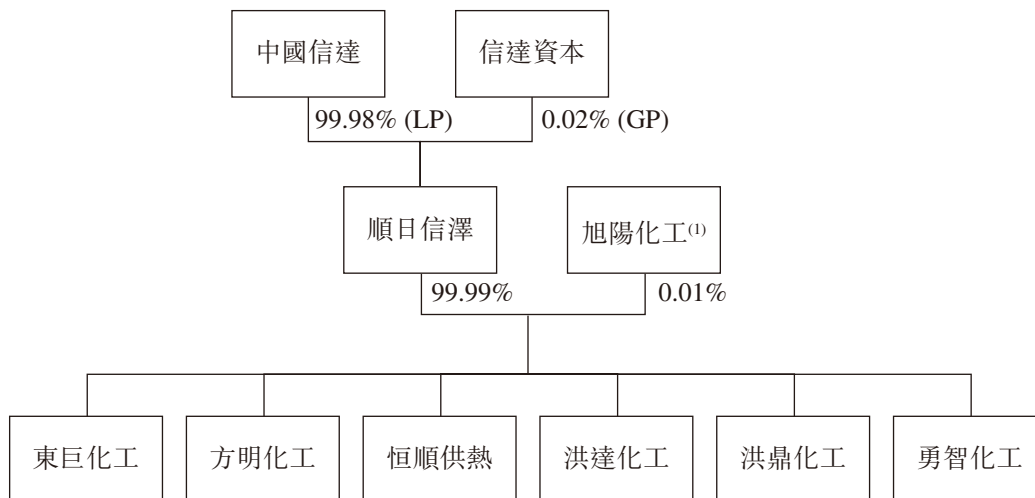 中國信達
信達資本
99.98% (LP)
0.02% (GP)
順日信澤
旭陽化工(1)
99.99%
0.01%
東巨化工
方明化工
恒順供熱
洪達化工
洪鼎化工
勇智化工